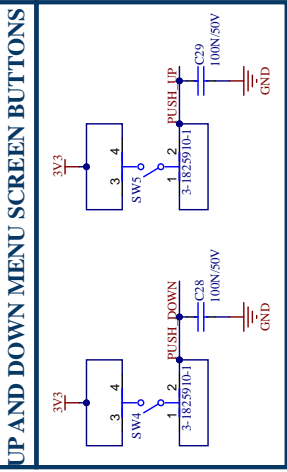 UP AND DOWN MENU SCREEN BUTTONS
3V3
3 4
SW4
1 2
3-1825910-1
PUSH_DOWN
C28
100N/50V
GND
3V3
3 4
SW5
1 2
3-1825910-1
PUSH_UP
C29
100N/50V
GND